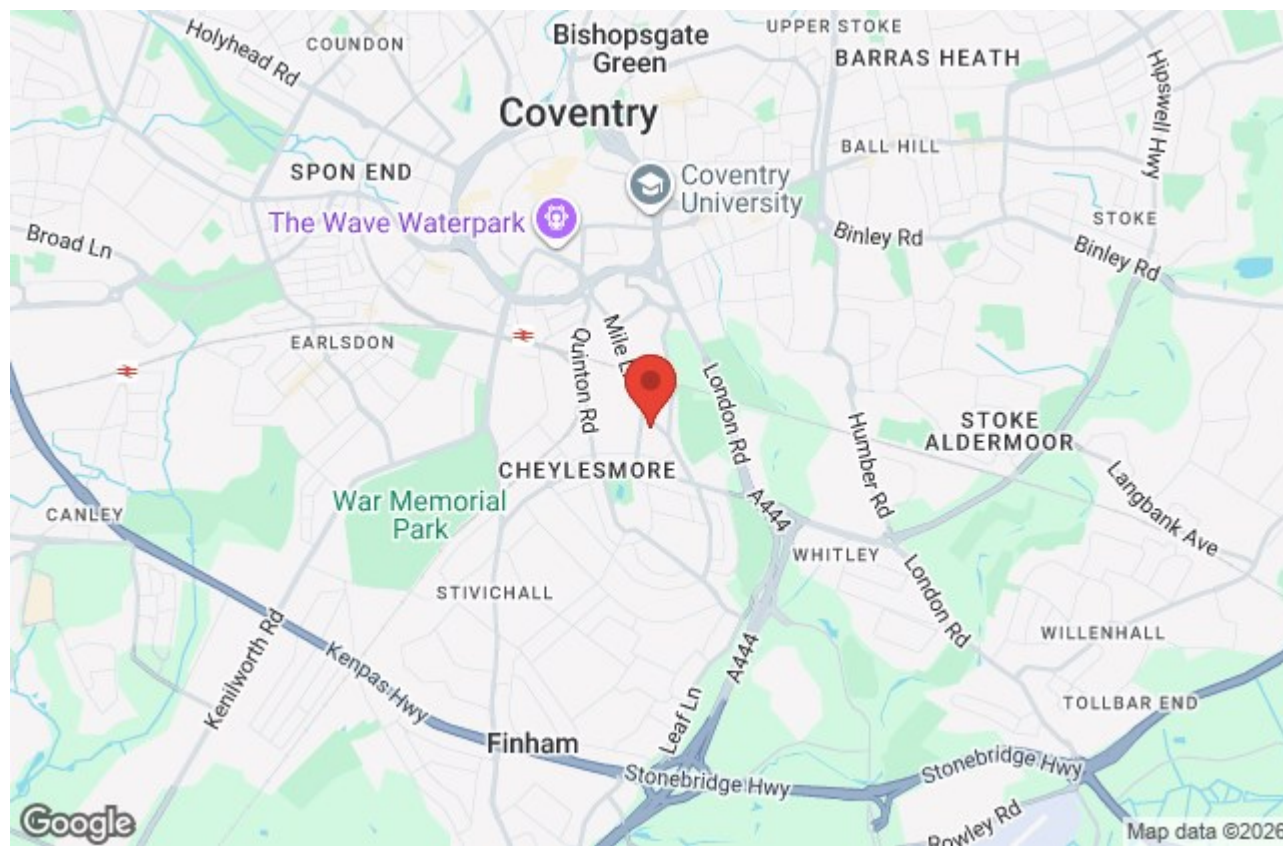 Holyhead Rd
COUNDON
Bishopsgate
Green
UPPER STOKE
BARRAS HEATH
Hipswell Hwy
Coventry
BALL HILL
SPON END
Coventry
University
The Wave Waterpark
STOKE
Broad Ln
Binley Rd
Binley Rd
EARLSDON
Quinton Rd
Mile L
London Rd
Humber Rd
STOKE
ALDERMOOR
CHEYLESMORE
Langbank Ave
War Memorial
Park
A444
CANLEY
WHITLEY
STIVICHALL
London Rd
WILLENHALL
Kenilworth Rd
Kenpas Hwy
A444
Leaf Ln
TOLLBAR END
Finham
Stonebridge Hwy
Stonebridge Hwy
Rowley Rd
Google
Map data ©2026